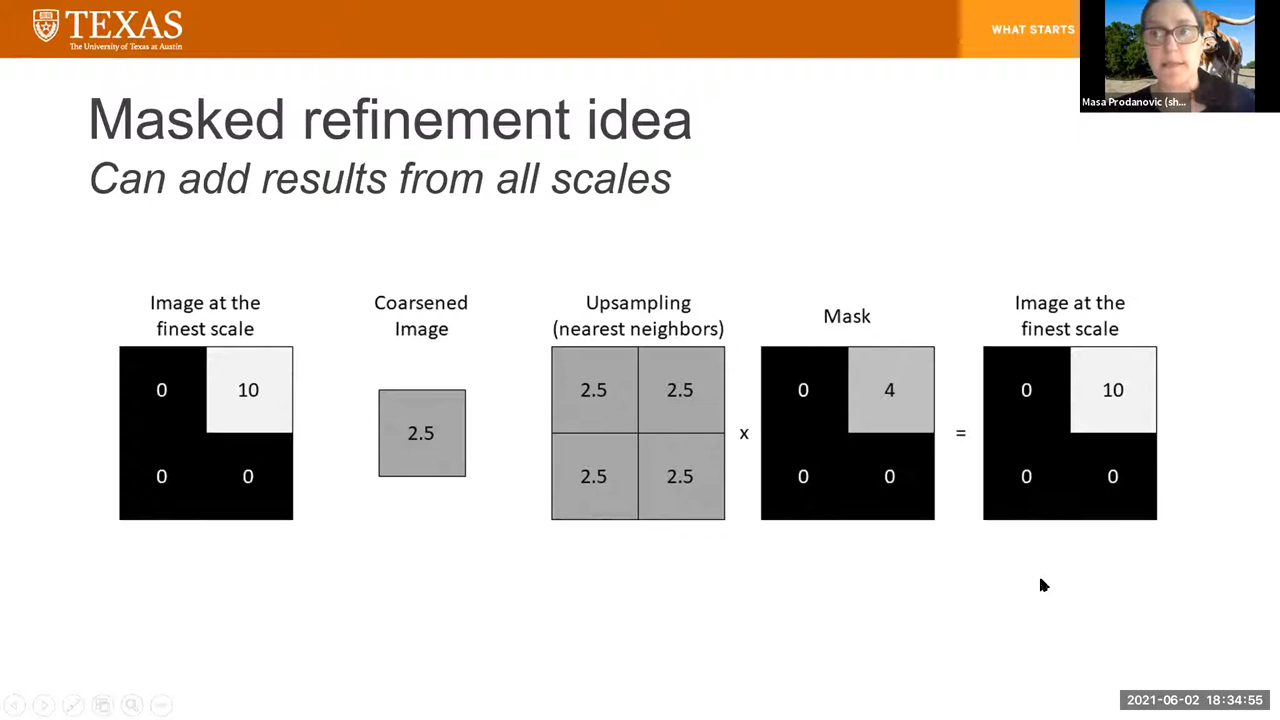 TEXAS
The University of Texas at Austin
WHAT STARTS
Masa Prodanovic (sh...
Masked refinement idea
Can add results from all scales
Image at the
finest scale
Coarsened
Image
Upsampling
(nearest neighbors)
Mask
Image at the
finest scale
0 10
0 0
2.5
2.5 2.5
2.5 2.5
x
0 4
0 0
=
0 10
0 0
2021-06-02 18:34:55